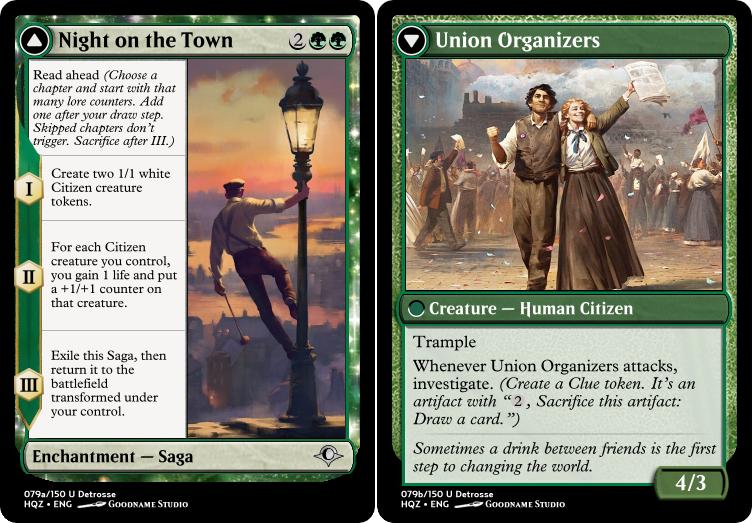 Night on the Town 2
Read ahead (Choose a
chapter and start with that
many lore counters. Add
one after your draw step.
Skipped chapters don't
trigger. Sacrifice after III.)
I
Create two 1/1 white
Citizen creature
tokens.
II
For each Citizen
creature you control,
you gain 1 life and put
a +1/+1 counter on
that creature.
III
Exile this Saga, then
return it to the
battlefield
transformed under
your control.
Enchantment — Saga
079a/150 U Detrosse
HQZ • ENG Goodname Studio
Union Organizers
Creature — Human Citizen
Trample
Whenever Union Organizers attacks,
investigate. (Create a Clue token. It's an
artifact with “2, Sacrifice this artifact:
Draw a card.”)
Sometimes a drink between friends is the first
step to changing the world.
4/3
079b/150 U Detrosse
HQZ • ENG Goodname Studio